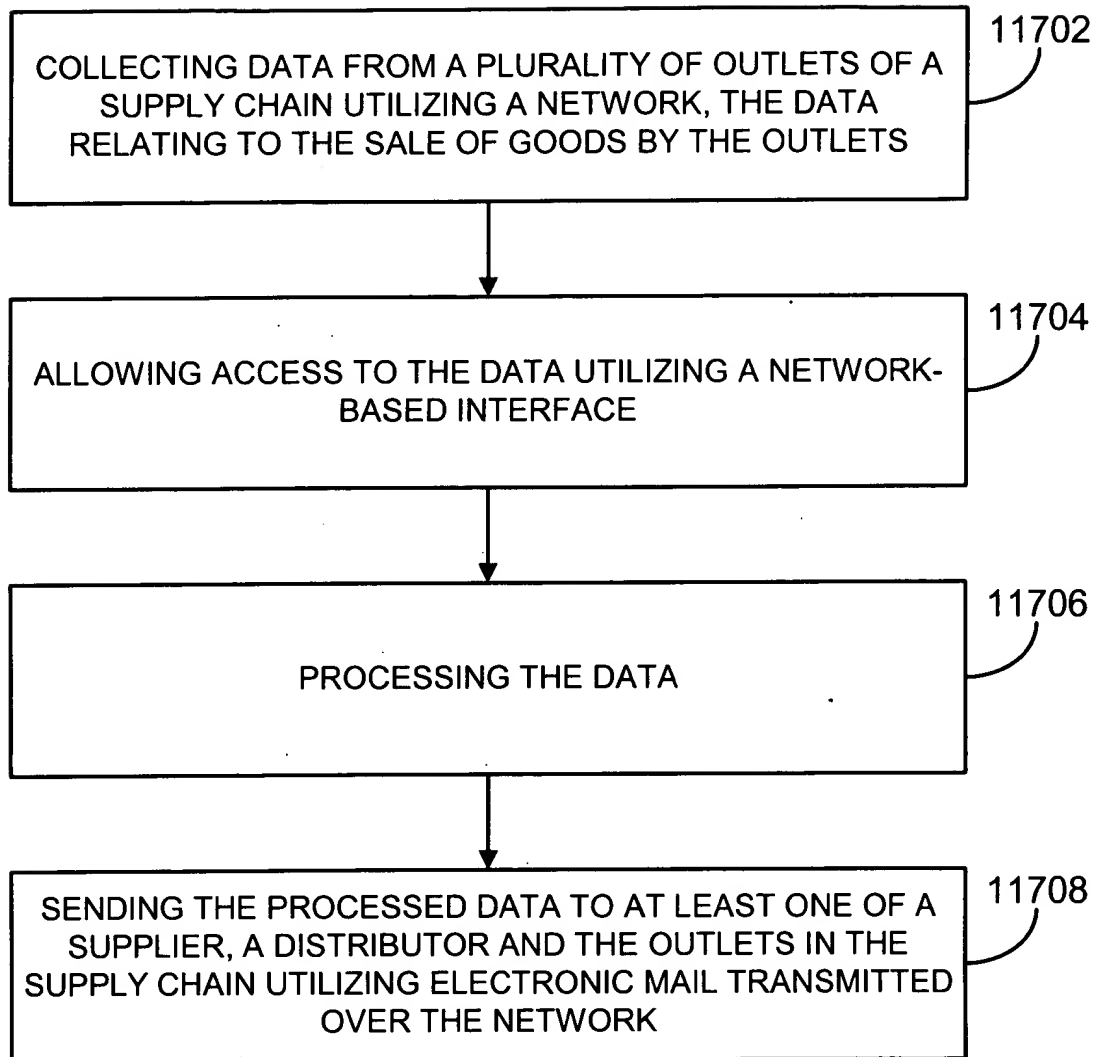 11702
COLLECTING DATA FROM A PLURALITY OF OUTLETS OF A
SUPPLY CHAIN UTILIZING A NETWORK, THE DATA
RELATING TO THE SALE OF GOODS BY THE OUTLETS
11704
ALLOWING ACCESS TO THE DATA UTILIZING A NETWORK-
BASED INTERFACE
11706
PROCESSING THE DATA
11708
SENDING THE PROCESSED DATA TO AT LEAST ONE OF A
SUPPLIER, A DISTRIBUTOR AND THE OUTLETS IN THE
SUPPLY CHAIN UTILIZING ELECTRONIC MAIL TRANSMITTED
OVER THE NETWORK